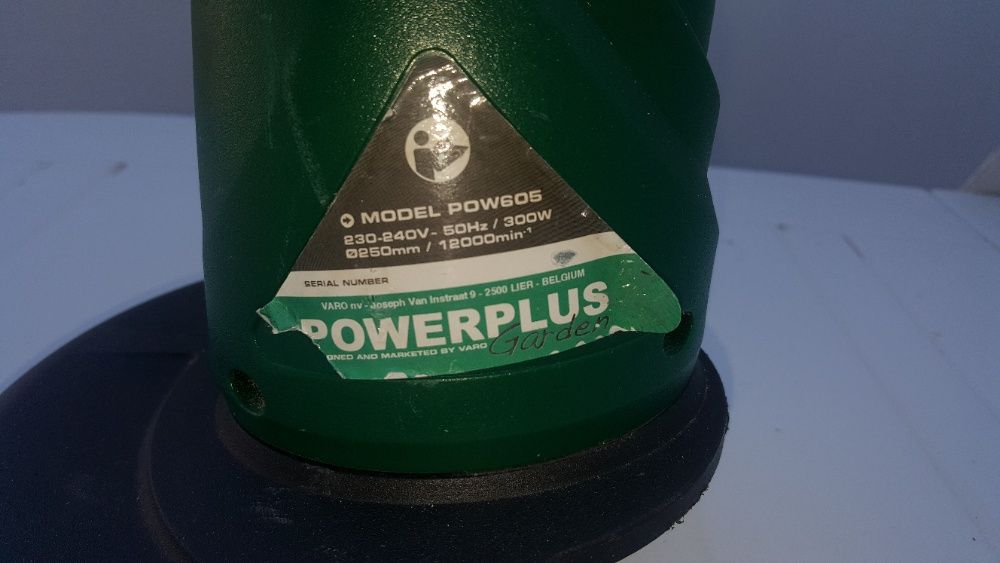 MODEL POW605
230-240V~ 50Hz / 300W
Ø250mm / 12000min-1
SERIAL NUMBER
VARO nv - Joseph Van Instraat 9 - 2500 LIER - BELGIUM
POWERPLUS
Garden
GNED AND MARKETED BY VARO